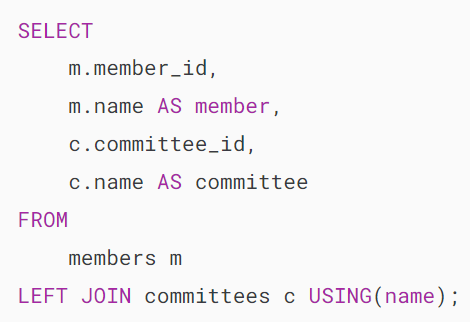 SELECT
    m.member_id,
    m.name AS member,
    c.committee_id,
    c.name AS committee
FROM
    members m
LEFT JOIN committees c USING(name);